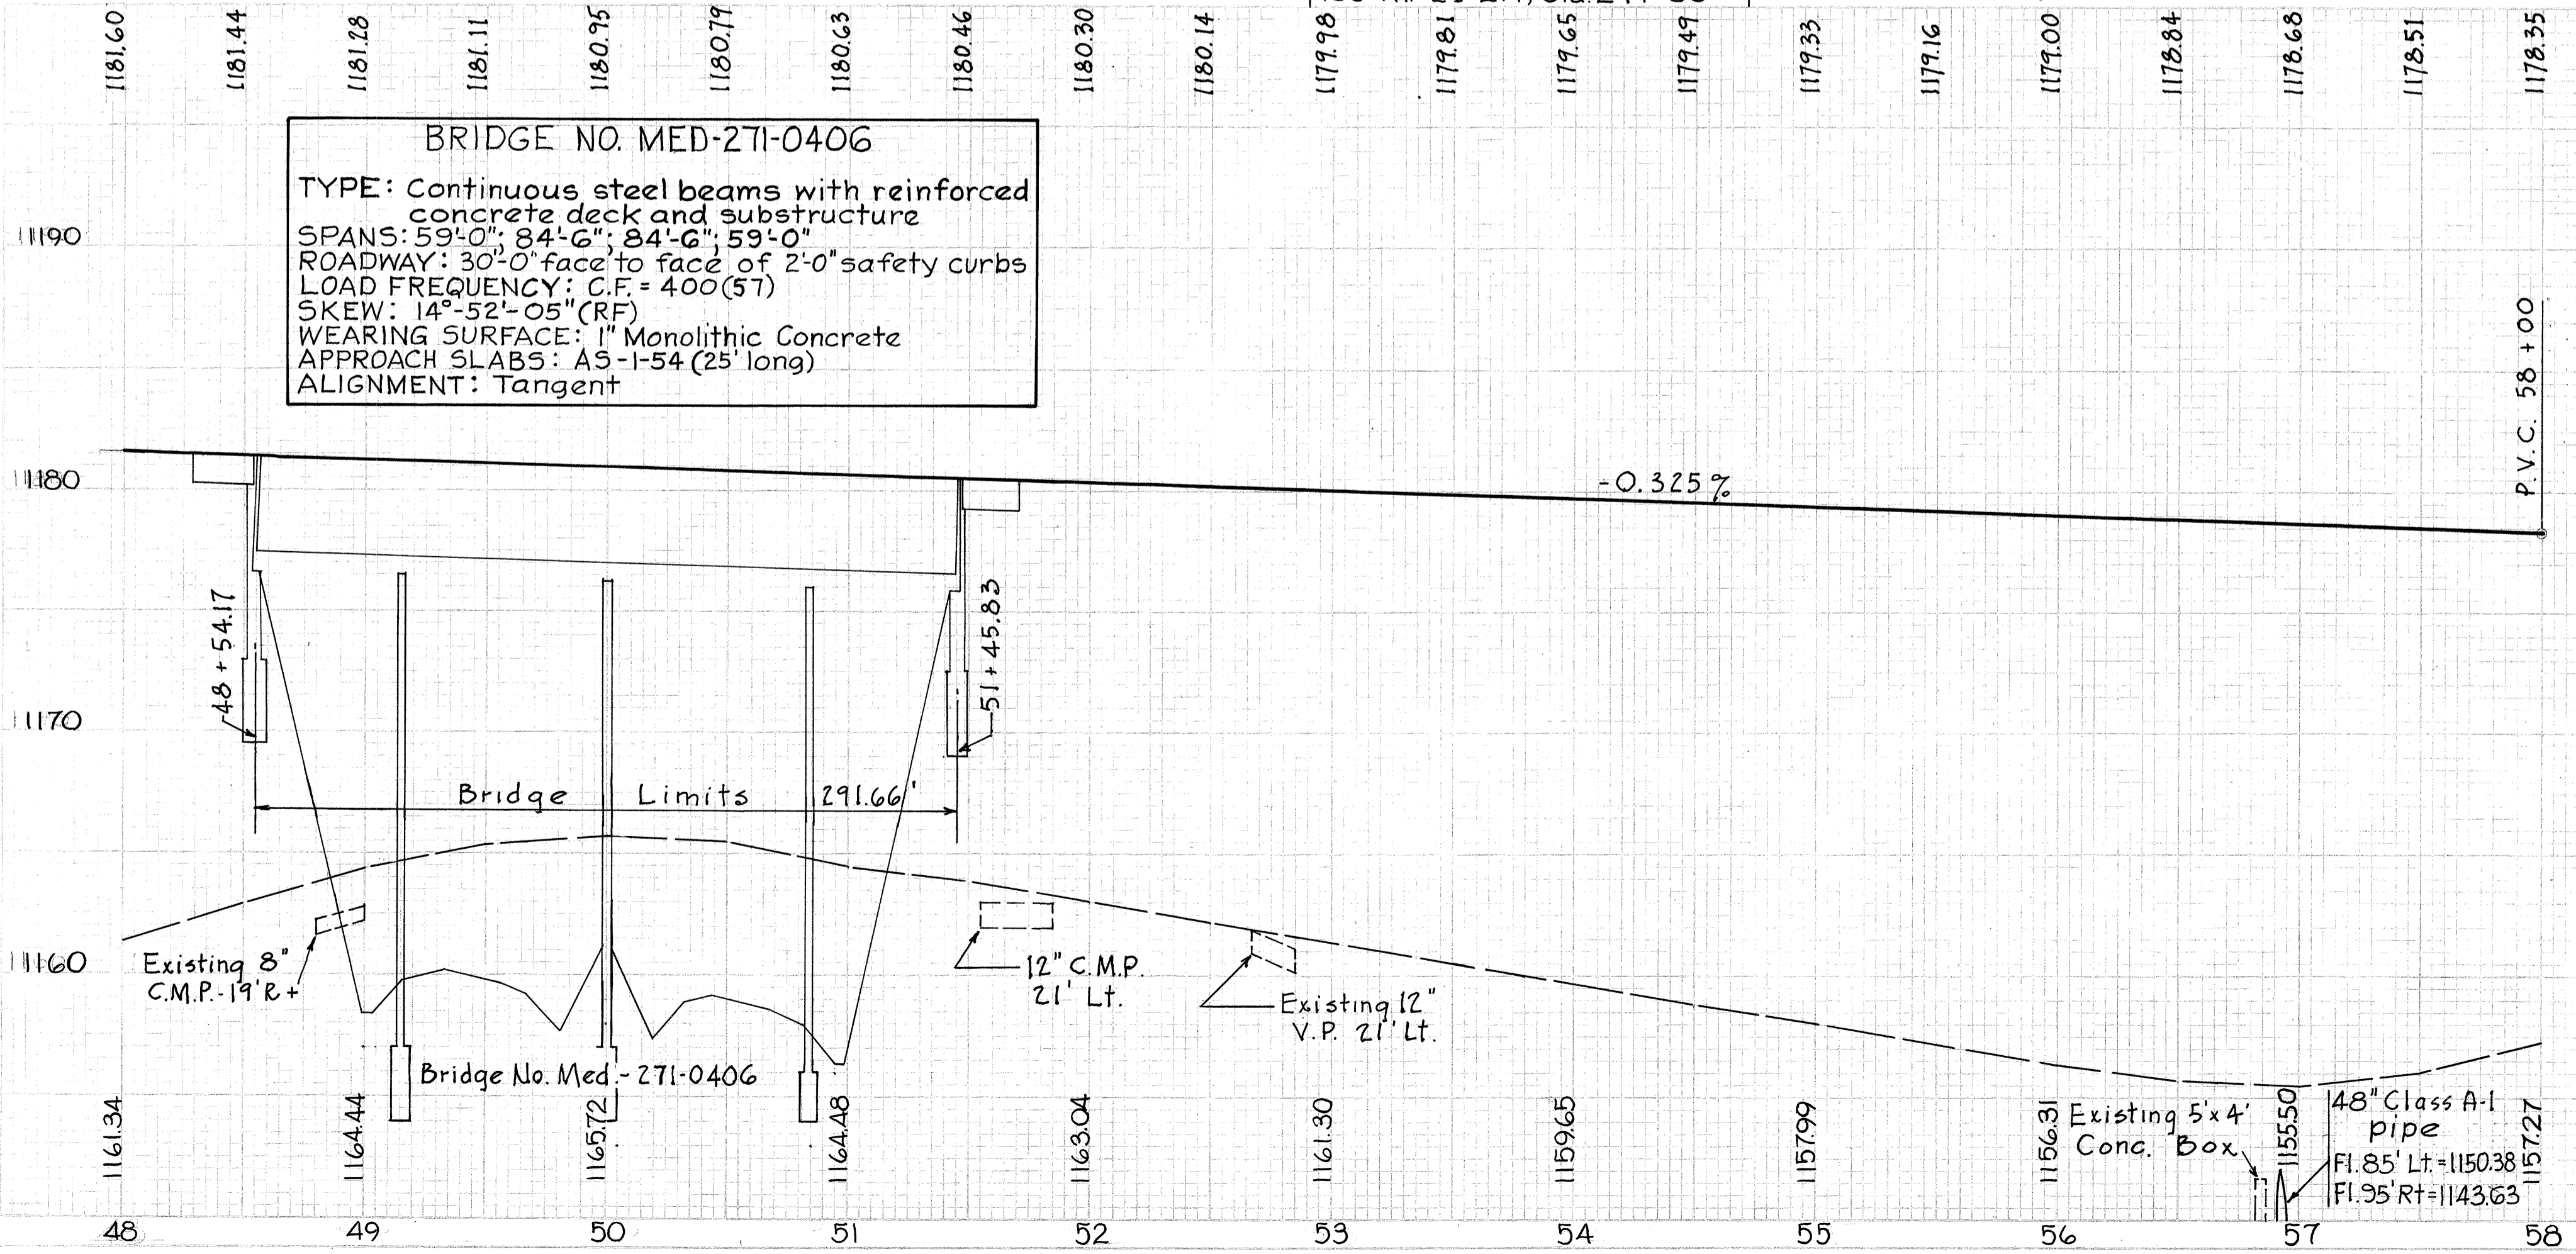 1181.60 1181.44 1181.28 1181.11 1180.95 1180.79 1180.63 1180.46 1180.30 1180.14 1179.98 1179.81 1179.65 1179.49 1179.33 1179.16 1179.00 1178.84 1178.68 1178.51 1178.35
BRIDGE NO. MED-271-0406
TYPE: Continuous steel beams with reinforced
concrete deck and substructure
SPANS: 59'-0"; 84'-6"; 84'-6"; 59'-0"
ROADWAY: 30'-0" face to face of 2'-0" safety curbs
LOAD FREQUENCY: C.F. = 400 (57)
SKEW: 14°-52'-05" (RF)
WEARING SURFACE: 1" Monolithic Concrete
APPROACH SLABS: AS-1-54 (25' long)
ALIGNMENT: Tangent
1190
1180
1170
1160
P.V.C. 58+00
-0.325%
48+54.17
51+45.83
Bridge Limits 291.66'
Existing 8"
C.M.P.-19'R+
12" C.M.P.
21' Lt.
Existing 12"
V.P. 21' Lt.
Bridge No. Med.-271-0406
Existing 5'x4'
Conc. Box
48" Class A-1
pipe
Fl. 85' Lt.=1150.38
Fl. 95' Rt=1143.63
1161.34 1164.44 1165.72 1164.48 1163.04 1161.30 1159.65 1157.99 1156.31 1155.50 1157.27
48 49 50 51 52 53 54 55 56 57 58